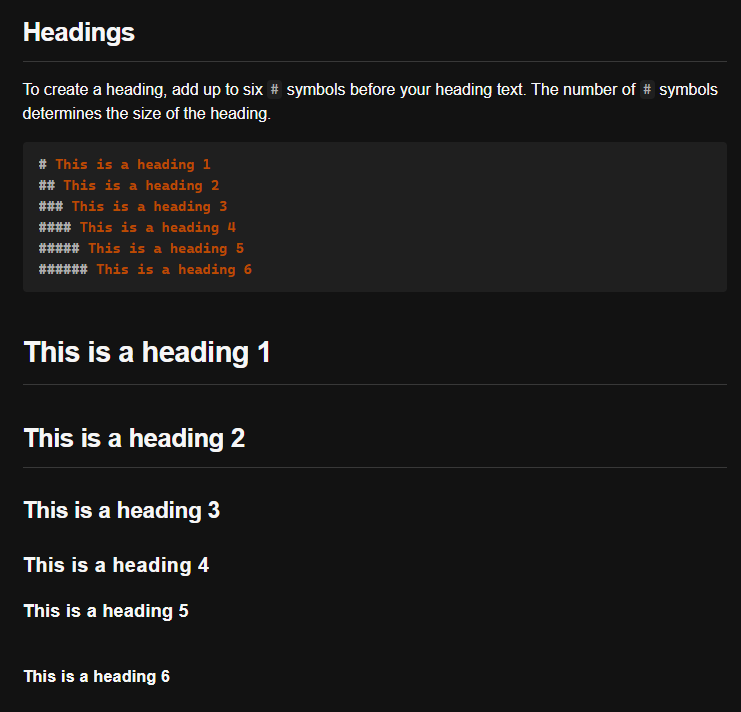 Headings
To create a heading, add up to six # symbols before your heading text. The number of # symbols
determines the size of the heading.
# This is a heading 1
## This is a heading 2
### This is a heading 3
#### This is a heading 4
##### This is a heading 5
###### This is a heading 6
This is a heading 1
This is a heading 2
This is a heading 3
This is a heading 4
This is a heading 5
This is a heading 6